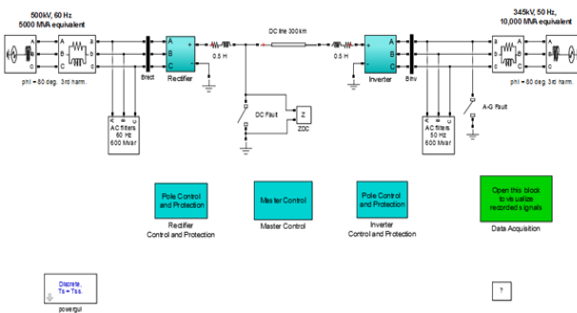 500kV, 60 Hz
5000 MVA equivalent
345kV, 50 Hz,
10,000 MVA equivalent
A
B
C
A
B
C
a
b
c
A
B
C
phi = 80 deg. 3rd harm.
Brect
Rectifier
0.5 H
DC line 300 km
0.5 H
Inverter
Binv
phi = 80 deg. 3rd harm.
AC filters
60 Hz
600 Mvar
DC Fault
Z
ZDC
AC filters
50 Hz
600 Mvar
A-G Fault
Pole Control
and Protection
Rectifier
Control and Protection
Master Control
Master Control
Pole Control
and Protection
Inverter
Control and Protection
Open this block
to visualize
recorded signals
Data Acquisition
Discrete,
Ts = Tss
powergui
?